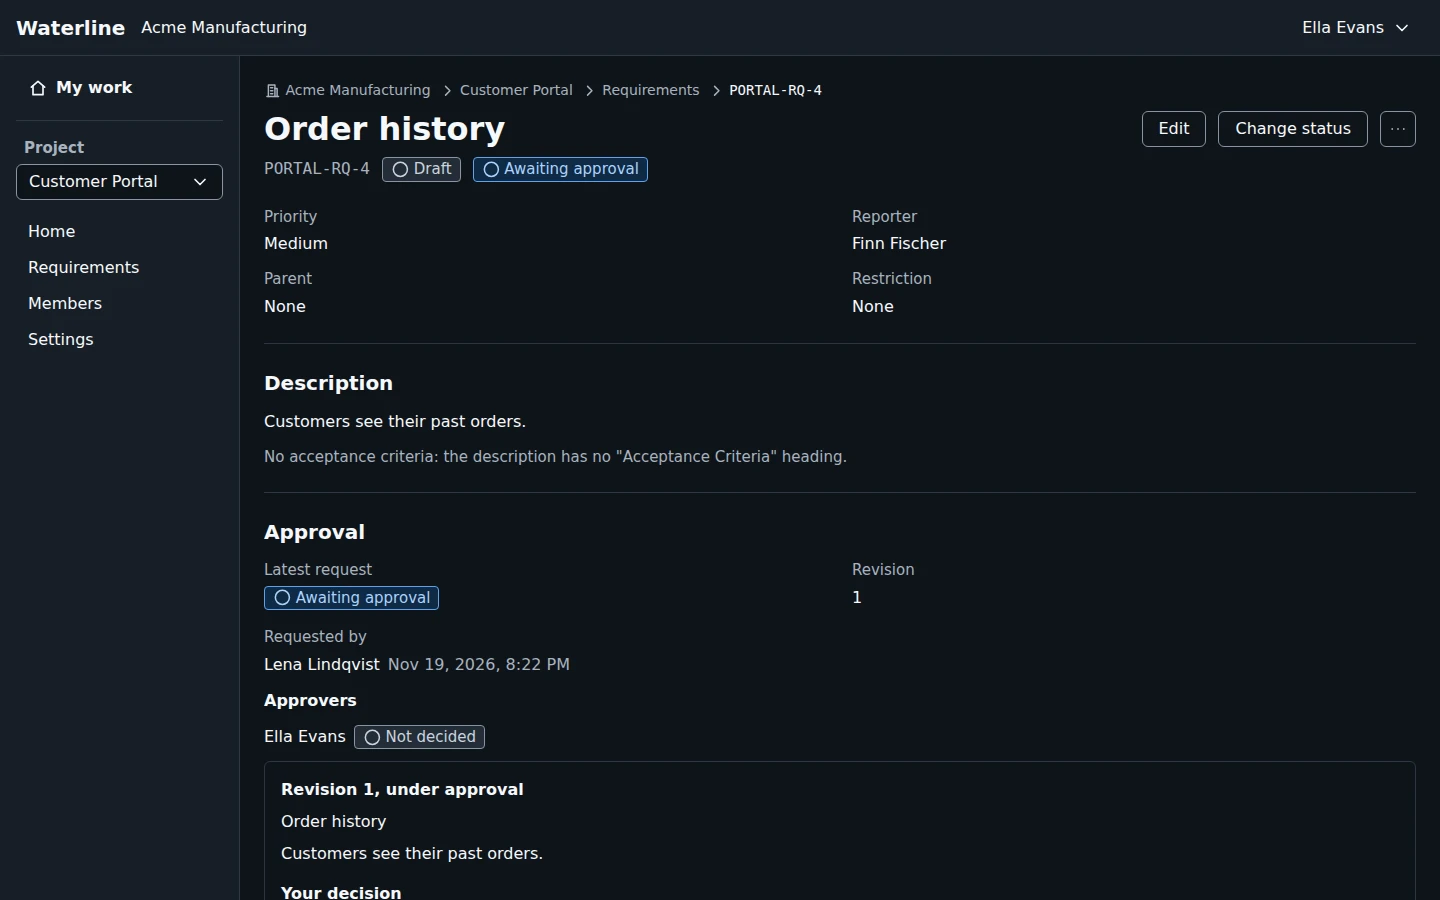 Waterline Acme Manufacturing Ella Evans
My work
Project
Customer Portal
Home
Requirements
Members
Settings
Acme Manufacturing > Customer Portal > Requirements > PORTAL-RQ-4
Order history
Edit Change status ...
PORTAL-RQ-4 Draft Awaiting approval
Priority
Medium
Reporter
Finn Fischer
Parent
None
Restriction
None
Description
Customers see their past orders.
No acceptance criteria: the description has no "Acceptance Criteria" heading.
Approval
Latest request
Awaiting approval
Revision
1
Requested by
Lena Lindqvist Nov 19, 2026, 8:22 PM
Approvers
Ella Evans Not decided
Revision 1, under approval
Order history
Customers see their past orders.
Your decision